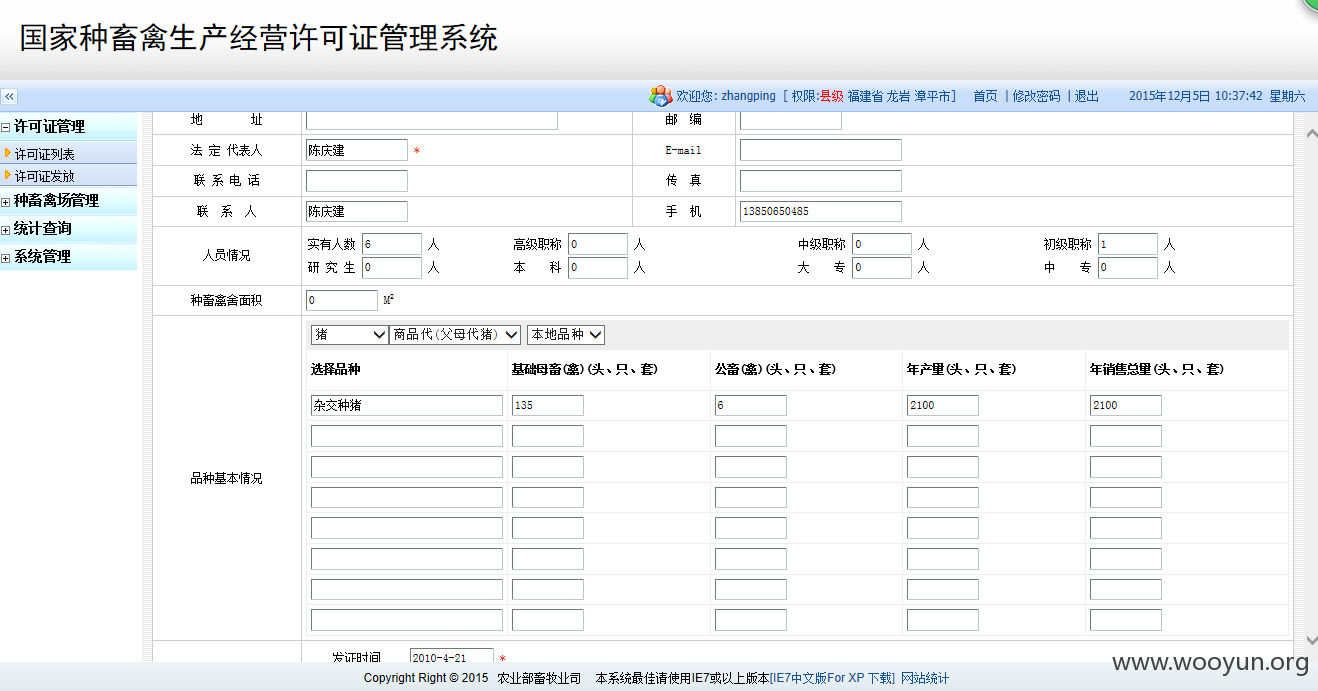 国家种畜禽生产经营许可证管理系统
欢迎您: zhangping [ 权限:县级 福建省 龙岩 漳平市] 首页 | 修改密码 | 退出 2015年12月5日 10:37:42 星期六
许可证管理
许可证列表
许可证发放
种畜禽场管理
统计查询
系统管理
地 址 邮 编
法 定 代表人 陈庆建 * E-mail
联 系 电 话 传 真
联 系 人 陈庆建 手 机 13850650485
人员情况
实有人数 6 人 高级职称 0 人 中级职称 0 人 初级职称 1 人
研 究 生 0 人 本 科 0 人 大 专 0 人 中 专 0 人
种畜禽舍面积 0 M²
猪 商品代(父母代猪) 本地品种
选择品种 基础母畜(禽)(头、只、套) 公畜(禽)(头、只、套) 年产量(头、只、套) 年销售总量(头、只、套)
杂交种猪 135 6 2100 2100
品种基本情况
发证时间 2010-4-21 *
Copyright Right © 2015 农业部畜牧业司 本系统最佳请使用IE7或以上版本[IE7中文版For XP 下载] 网站统计
www.wooyun.org